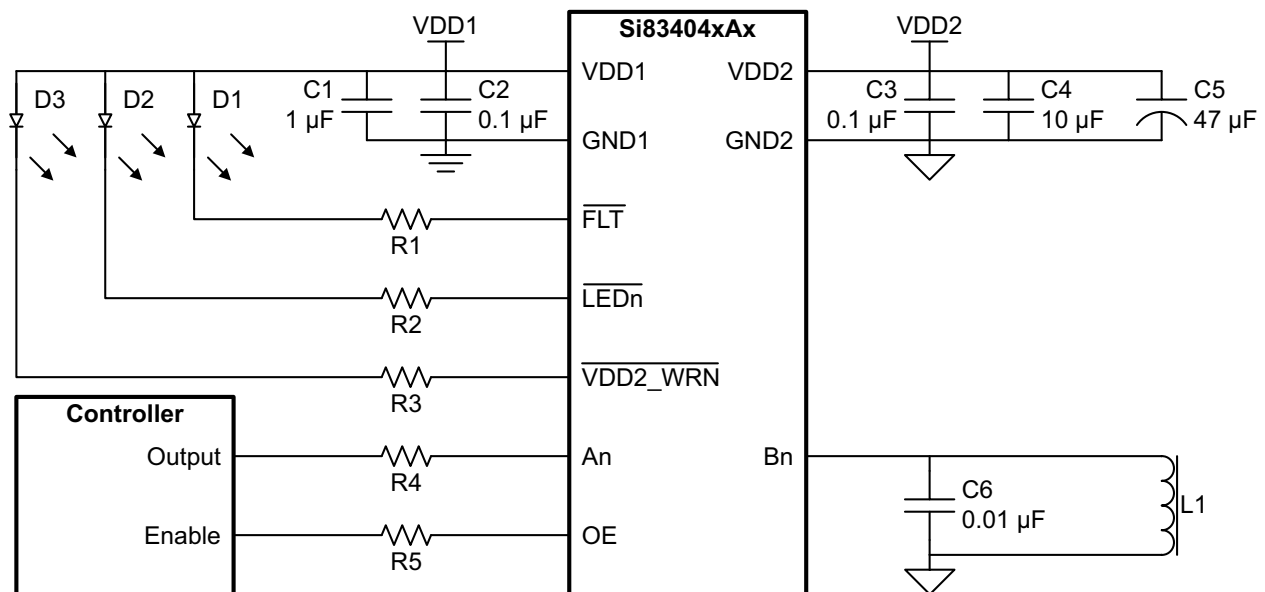 VDD1
Si83404xAx
VDD2
D3
D2
D1
C1
1 µF
C2
0.1 µF
VDD1
VDD2
C3
0.1 µF
C4
10 µF
C5
47 µF
GND1
GND2
FLT
R1
LEDn
R2
VDD2_WRN
R3
Controller
Output
R4
An
Bn
C6
0.01 µF
L1
Enable
R5
OE